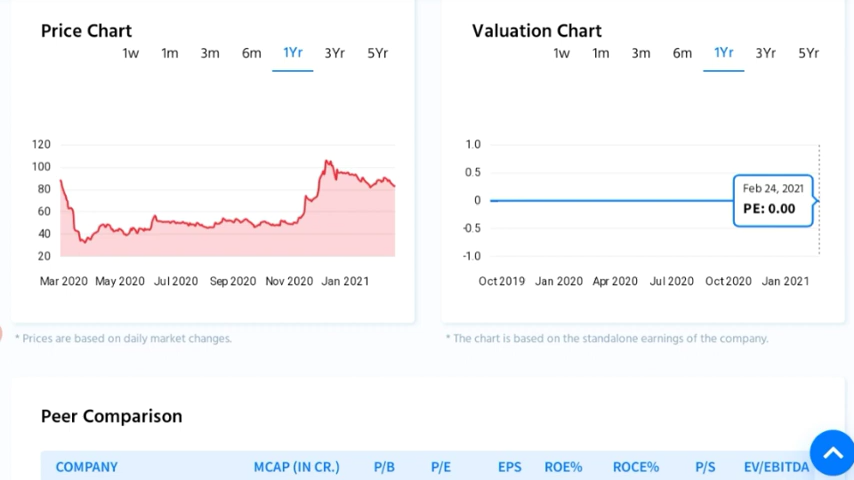 Price Chart
1w 1m 3m 6m 1Yr 3Yr 5Yr
120
100
80
60
40
20
Mar 2020 May 2020 Jul 2020 Sep 2020 Nov 2020 Jan 2021
* Prices are based on daily market changes.
Valuation Chart
1w 1m 3m 6m 1Yr 3Yr 5Yr
1.0
0.5
0
-0.5
-1.0
Feb 24, 2021
PE: 0.00
Oct 2019 Jan 2020 Apr 2020 Jul 2020 Oct 2020 Jan 2021
* The chart is based on the standalone earnings of the company.
Peer Comparison
COMPANY MCAP (IN CR.) P/B P/E EPS ROE% ROCE% P/S EV/EBITDA